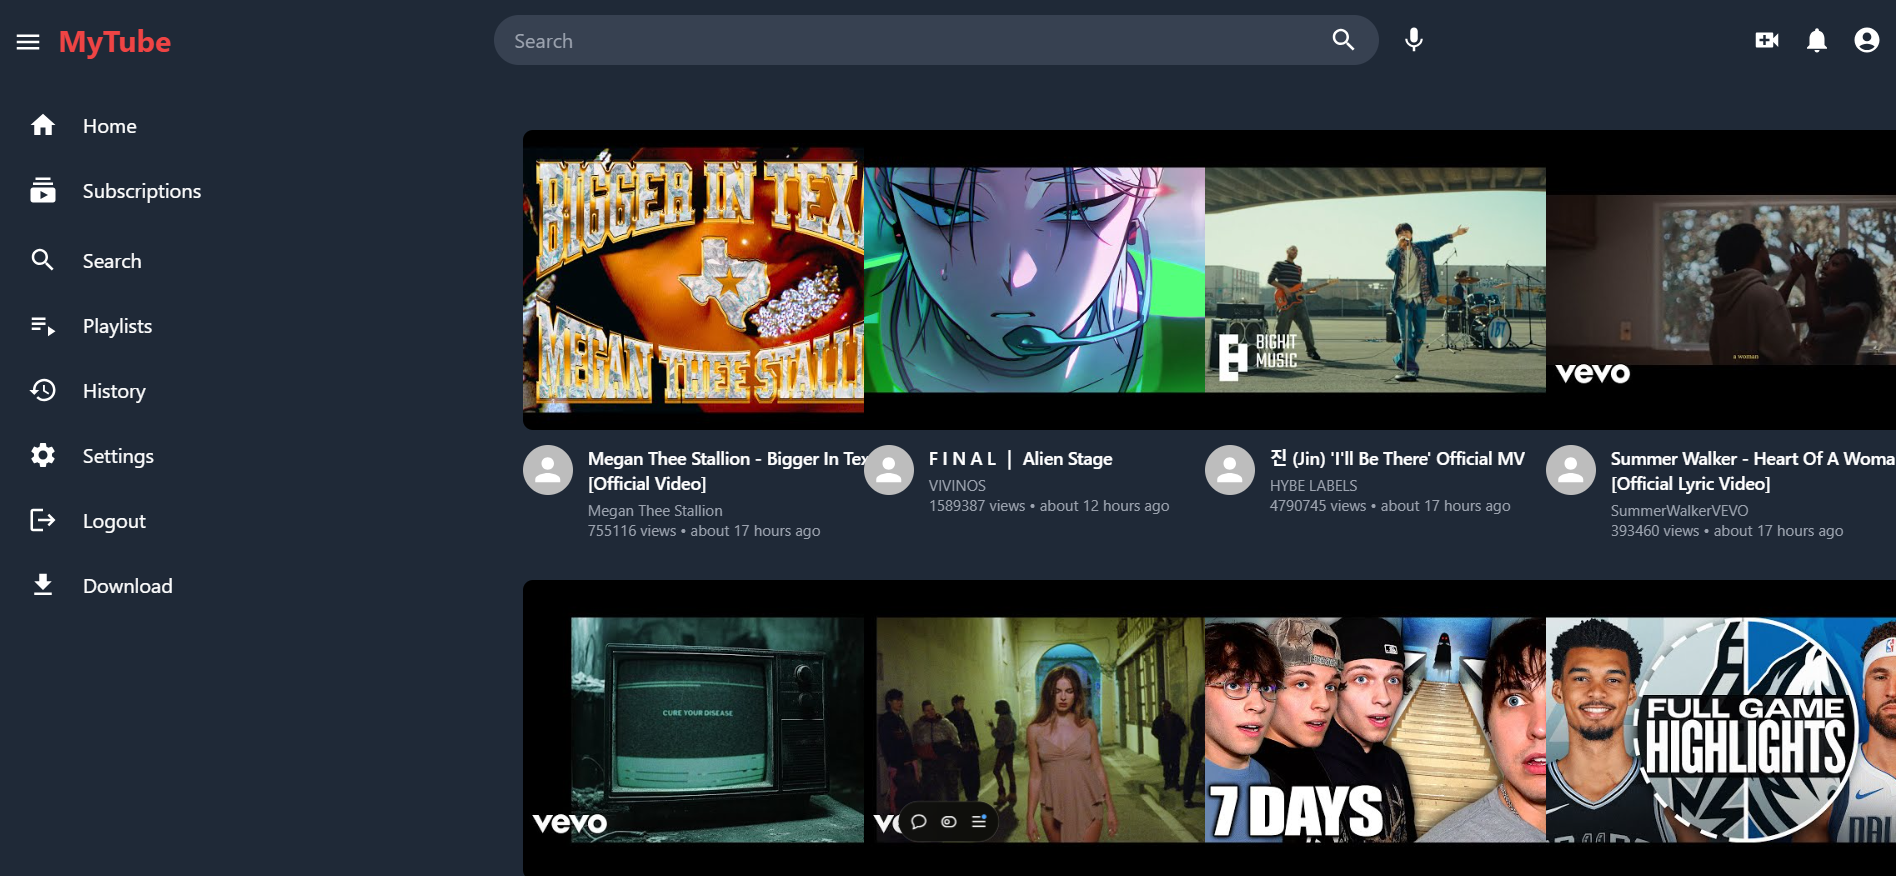 MyTube
Search
Home
Subscriptions
Search
Playlists
History
Settings
Logout
Download
BIGGER IN TEX
MEGAN THEE STALLI
BIGHIT
MUSIC
a woman
vevo
Megan Thee Stallion - Bigger In Tex
[Official Video]
Megan Thee Stallion
755116 views • about 17 hours ago
F I N A L | Alien Stage
VIVINOS
1589387 views • about 12 hours ago
진 (Jin) 'I'll Be There' Official MV
HYBE LABELS
4790745 views • about 17 hours ago
Summer Walker - Heart Of A Woma
[Official Lyric Video]
SummerWalkerVEVO
393460 views • about 17 hours ago
CURE YOUR DISEASE
vevo
ve
7 DAYS
FULL GAME
HIGHLIGHTS